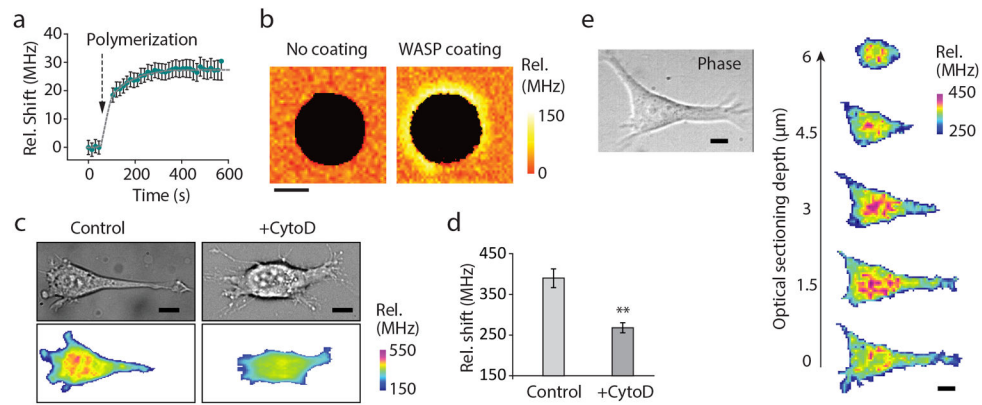 a
40
30
20
10
0
Rel. Shift (MHz)
Polymerization
0
200
400
600
Time (s)
b
No coating
WASP coating
Rel.
(MHz)
150
0
c
Control
+CytoD
Rel.
(MHz)
550
150
d
450
350
250
150
Rel. shift (MHz)
**
Control
+CytoD
e
Phase
Optical sectioning depth (μm)
6
4.5
3
1.5
0
Rel.
(MHz)
450
250